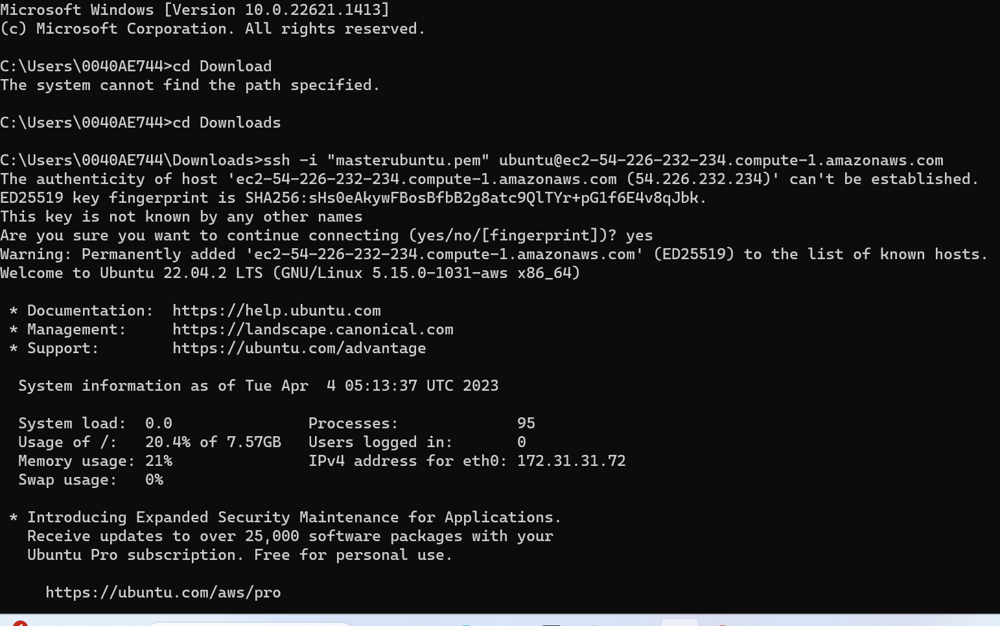 Microsoft Windows [Version 10.0.22621.1413]
(c) Microsoft Corporation. All rights reserved.
C:\Users\0040AE744>cd Download
The system cannot find the path specified.
C:\Users\0040AE744>cd Downloads
C:\Users\0040AE744\Downloads>ssh -i "masterubuntu.pem" ubuntu@ec2-54-226-232-234.compute-1.amazonaws.com
The authenticity of host 'ec2-54-226-232-234.compute-1.amazonaws.com (54.226.232.234)' can't be established.
ED25519 key fingerprint is SHA256:sHs0eAkywFBosBfbB2g8atc9QlTYr+pG1f6E4v8qJbk.
This key is not known by any other names
Are you sure you want to continue connecting (yes/no/[fingerprint])? yes
Warning: Permanently added 'ec2-54-226-232-234.compute-1.amazonaws.com' (ED25519) to the list of known hosts.
Welcome to Ubuntu 22.04.2 LTS (GNU/Linux 5.15.0-1031-aws x86_64)
* Documentation:  https://help.ubuntu.com
* Management:     https://landscape.canonical.com
* Support:        https://ubuntu.com/advantage
System information as of Tue Apr  4 05:13:37 UTC 2023
System load:  0.0               Processes:             95
Usage of /:   20.4% of 7.57GB   Users logged in:       0
Memory usage: 21%               IPv4 address for eth0: 172.31.31.72
Swap usage:   0%
* Introducing Expanded Security Maintenance for Applications.
Receive updates to over 25,000 software packages with your
Ubuntu Pro subscription. Free for personal use.
https://ubuntu.com/aws/pro